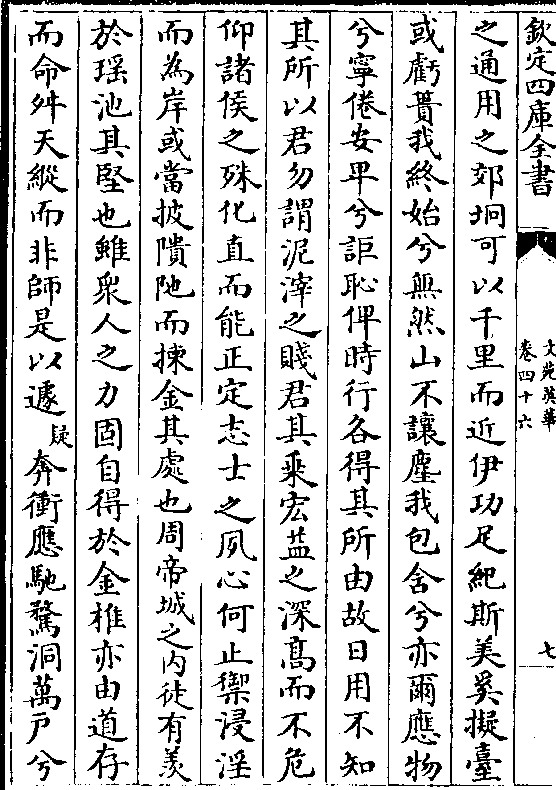 欽定四庫全書
文苑英華
卷四十六
七
之通用之郊坰可以千里而近伊功足紀斯美奚擬臺
或虧蕢我終始兮無然山不讓塵我包含兮亦爾應物
兮寧倦安卑兮詎恥俾時行各得其所由故日用不知
其所以君勿謂泥滓之賤君其乗宏益之深髙而不危
仰諸侯之殊化直而能正定志士之夙心何止禦浸淫
而為岸或當披隤阤而揀金其處也周帝城之内徒有羡
於瑶池其堅也雖衆人之力固自得於金椎亦由道存
而命舛天縱而非師是以遽疑奔衝應馳騖洞萬戸兮